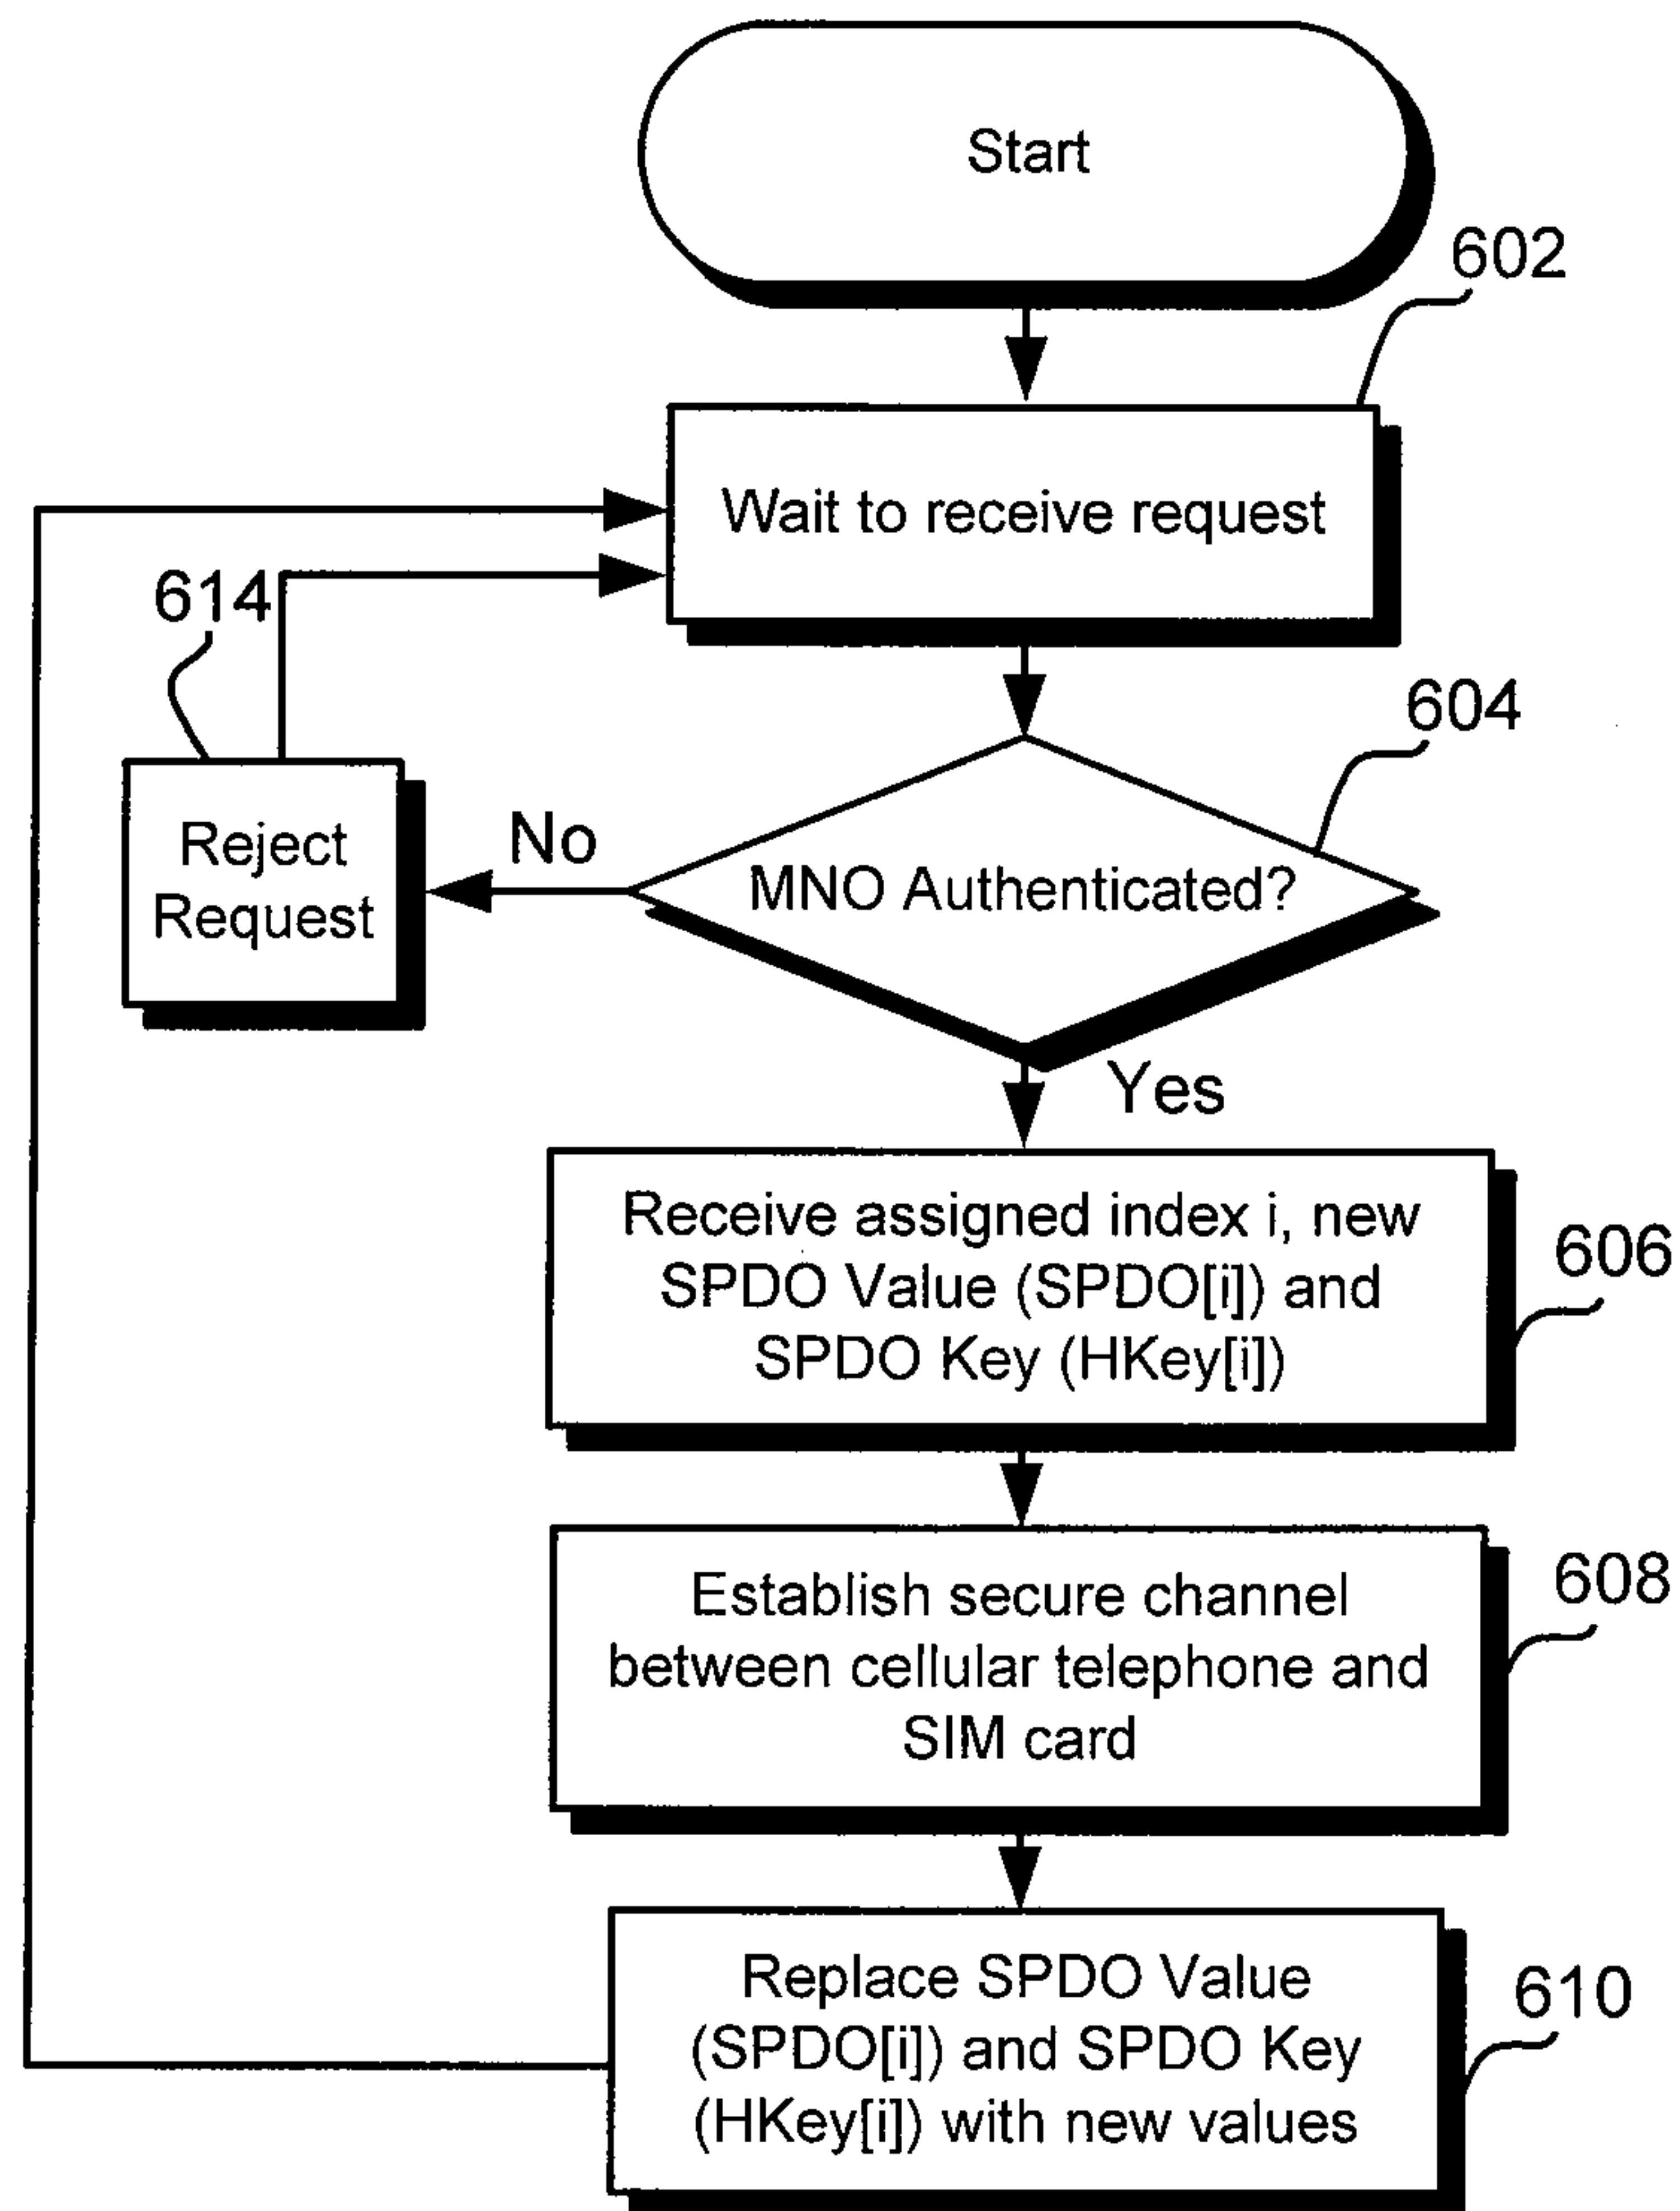 Start
602
Wait to receive request
614
604
Reject
Request
No
MNO Authenticated?
Yes
Receive assigned index i, new
SPDO Value (SPDO[i]) and
SPDO Key (HKey[i])
606
Establish secure channel
between cellular telephone and
SIM card
608
Replace SPDO Value
(SPDO[i]) and SPDO Key
(HKey[i]) with new values
610